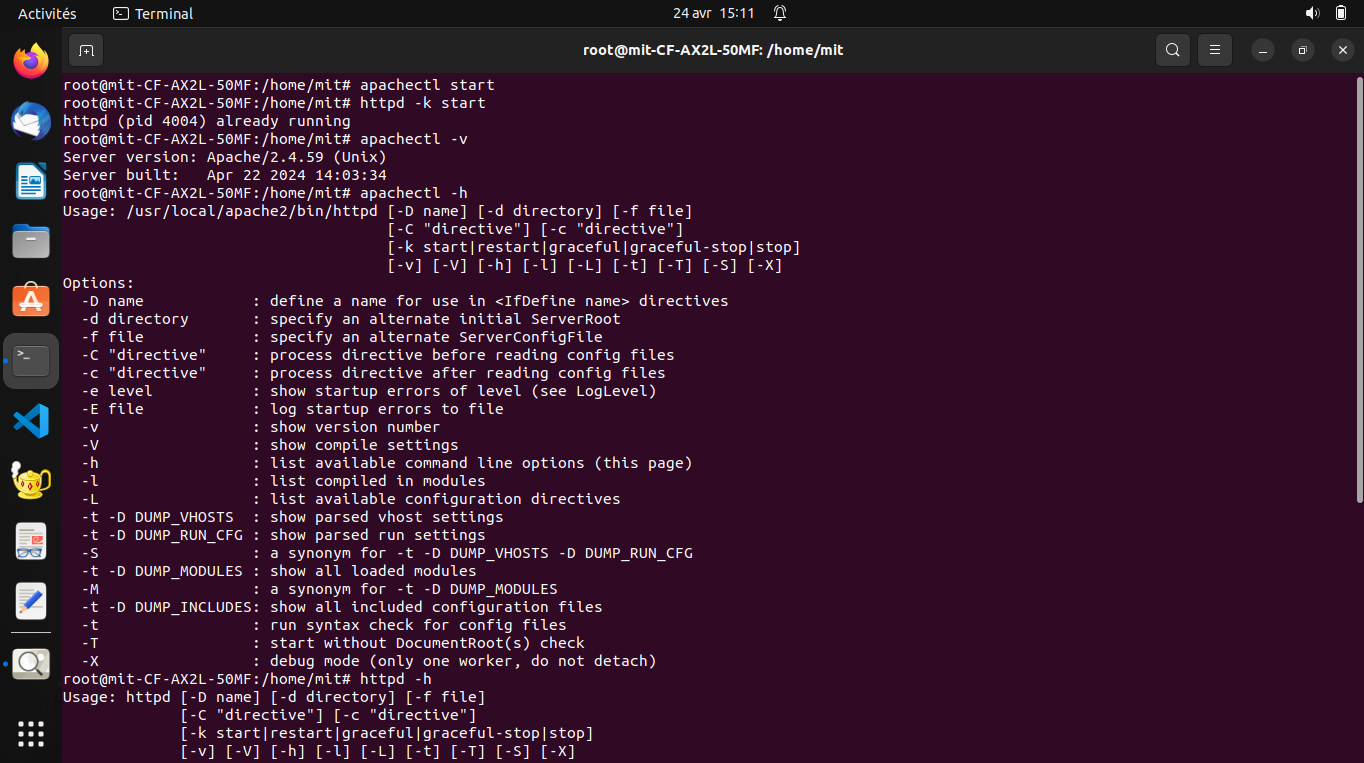 Activités
Terminal
24 avr 15:11
root@mit-CF-AX2L-50MF: /home/mit
root@mit-CF-AX2L-50MF:/home/mit# apachectl start
root@mit-CF-AX2L-50MF:/home/mit# httpd -k start
httpd (pid 4004) already running
root@mit-CF-AX2L-50MF:/home/mit# apachectl -v
Server version: Apache/2.4.59 (Unix)
Server built:   Apr 22 2024 14:03:34
root@mit-CF-AX2L-50MF:/home/mit# apachectl -h
Usage: /usr/local/apache2/bin/httpd [-D name] [-d directory] [-f file]
                                    [-C "directive"] [-c "directive"]
                                    [-k start|restart|graceful|graceful-stop|stop]
                                    [-v] [-V] [-h] [-l] [-L] [-t] [-T] [-S] [-X]
Options:
  -D name            : define a name for use in <IfDefine name> directives
  -d directory       : specify an alternate initial ServerRoot
  -f file            : specify an alternate ServerConfigFile
  -C "directive"     : process directive before reading config files
  -c "directive"     : process directive after reading config files
  -e level           : show startup errors of level (see LogLevel)
  -E file            : log startup errors to file
  -v                 : show version number
  -V                 : show compile settings
  -h                 : list available command line options (this page)
  -l                 : list compiled in modules
  -L                 : list available configuration directives
  -t -D DUMP_VHOSTS  : show parsed vhost settings
  -t -D DUMP_RUN_CFG : show parsed run settings
  -S                 : a synonym for -t -D DUMP_VHOSTS -D DUMP_RUN_CFG
  -t -D DUMP_MODULES : show all loaded modules
  -M                 : a synonym for -t -D DUMP_MODULES
  -t -D DUMP_INCLUDES: show all included configuration files
  -t                 : run syntax check for config files
  -T                 : start without DocumentRoot(s) check
  -X                 : debug mode (only one worker, do not detach)
root@mit-CF-AX2L-50MF:/home/mit# httpd -h
Usage: httpd [-D name] [-d directory] [-f file]
             [-C "directive"] [-c "directive"]
             [-k start|restart|graceful|graceful-stop|stop]
             [-v] [-V] [-h] [-l] [-L] [-t] [-T] [-S] [-X]